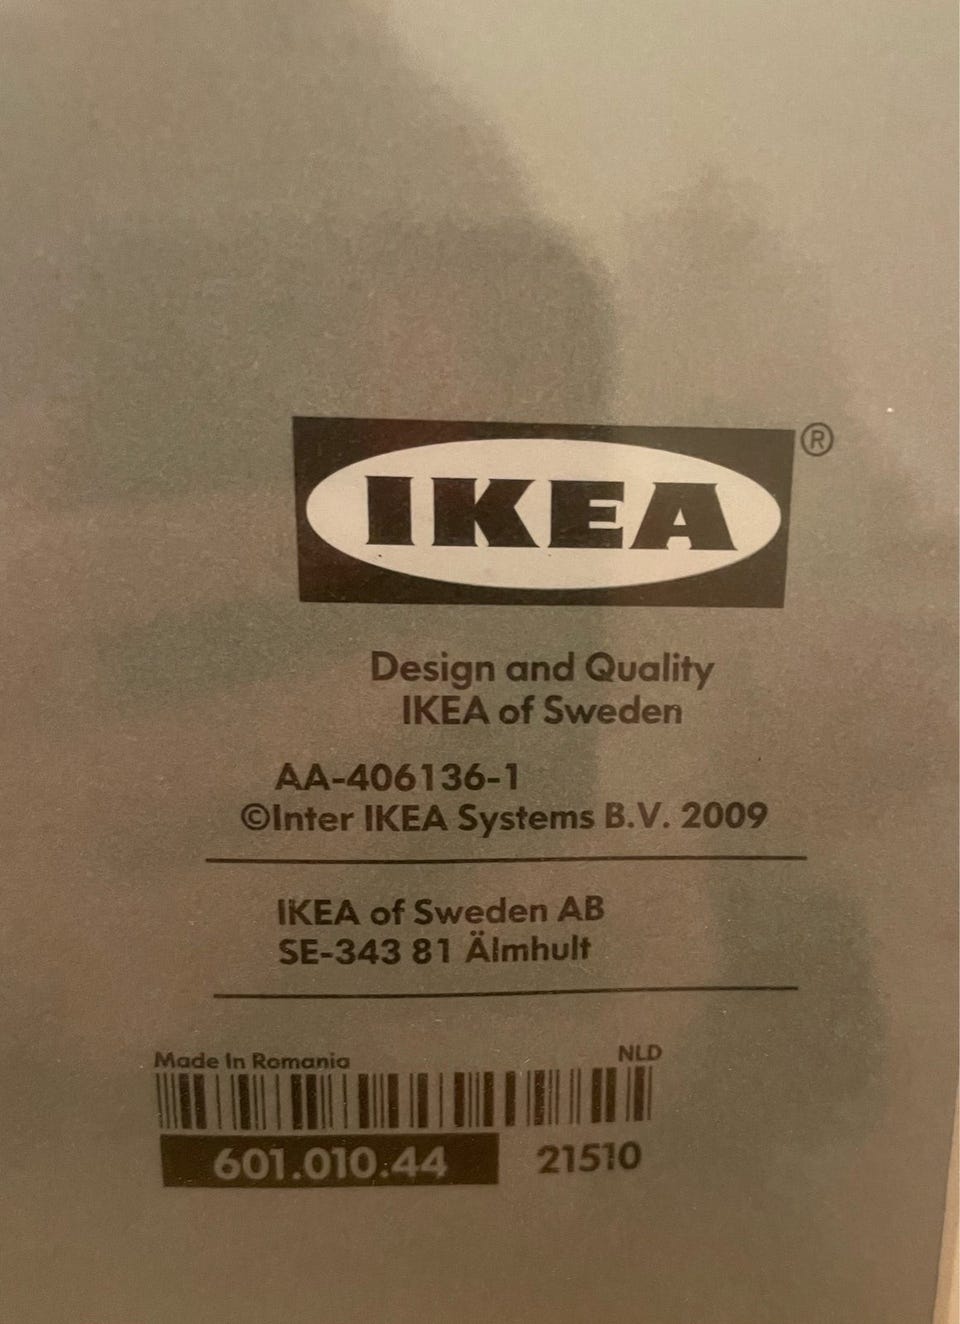 IKEA®
Design and Quality
IKEA of Sweden
AA-406136-1
©Inter IKEA Systems B.V. 2009
IKEA of Sweden AB
SE-343 81 Älmhult
Made In Romania NLD
601.010.44 21510